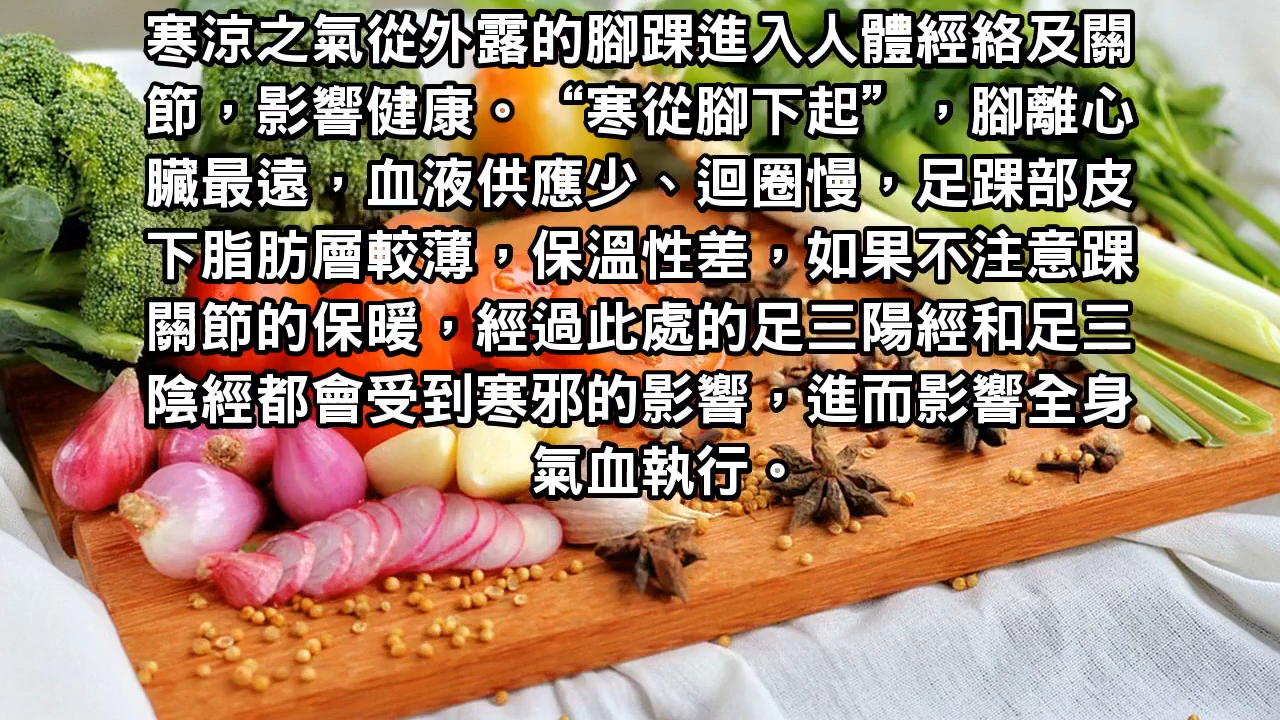 寒涼之氣從外露的腳踝進入人體經絡及關
節，影響健康。“寒從腳下起”，腳離心
臟最遠，血液供應少、迴圈慢，足踝部皮
下脂肪層較薄，保溫性差，如果不注意踝
關節的保暖，經過此處的足三陽經和足三
陰經都會受到寒邪的影響，進而影響全身
氣血執行。